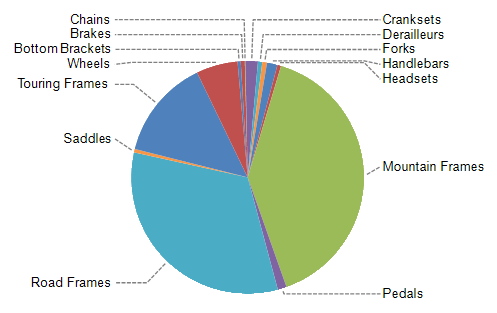 Chains
Brakes
Bottom Brackets
Wheels
Touring Frames
Saddles
Road Frames
Cranksets
Derailleurs
Forks
Handlebars
Headsets
Mountain Frames
Pedals